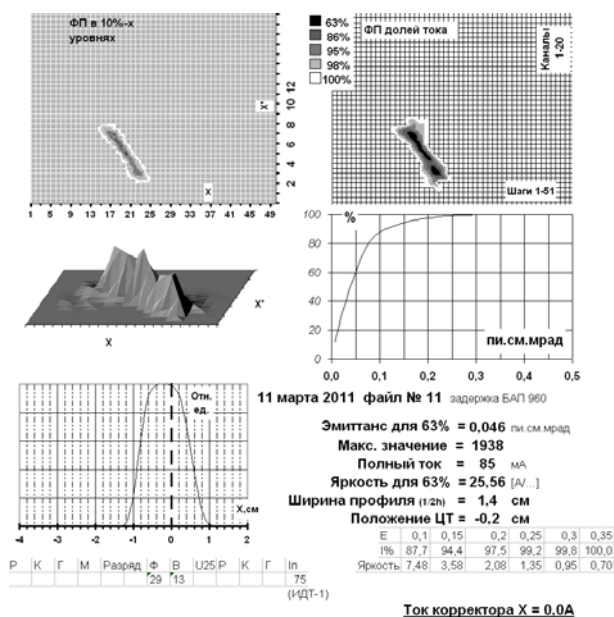 ФП в 10%-х
уровнях
X'
2 4 6 8 10 12
X
1 5 9 13 17 21 25 29 33 37 41 45 49
63%
86%
95%
98%
100%
ФП долей тока
Каналы
1-20
Шаги 1-51
X'
X
100
80
60
40
20
0
%
пи.см.мрад
0,0 0,1 0,2 0,3 0,4 0,5
Отн.
ед.
X,см
-4 -3 -2 -1 0 1 2 3 4
11 марта 2011 файл № 11 задержка БАП 960
Эмиттанс для 63% = 0,046 пи.см.мрад
Макс. значение = 1938
Полный ток = 85 мА
Яркость для 63% = 25,56 [А/...]
Ширина профиля (1/2h) = 1,4 см
Положение ЦТ = -0,2 см
E 0,1 0,15 0,2 0,25 0,3 0,35
I% 87,7 94,4 97,5 99,2 99,8 100,0
Яркость 7,48 3,58 2,08 1,35 0,95 0,70
Р К Г М Разряд Ф В U25 Р К Г Iп
29 13 75
(ИДТ-1)
Ток корректора X = 0,0А